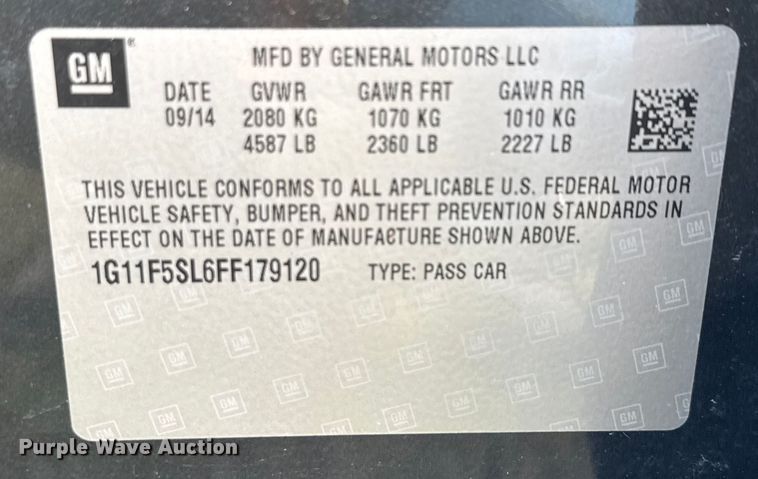 GM
MFD BY GENERAL MOTORS LLC
DATE GVWR GAWR FRT GAWR RR
09/14 2080 KG 1070 KG 1010 KG
4587 LB 2360 LB 2227 LB
THIS VEHICLE CONFORMS TO ALL APPLICABLE U.S. FEDERAL MOTOR
VEHICLE SAFETY, BUMPER, AND THEFT PREVENTION STANDARDS IN
EFFECT ON THE DATE OF MANUFACTURE SHOWN ABOVE.
1G11F5SL6FF179120 TYPE: PASS CAR
Purple Wave Auction